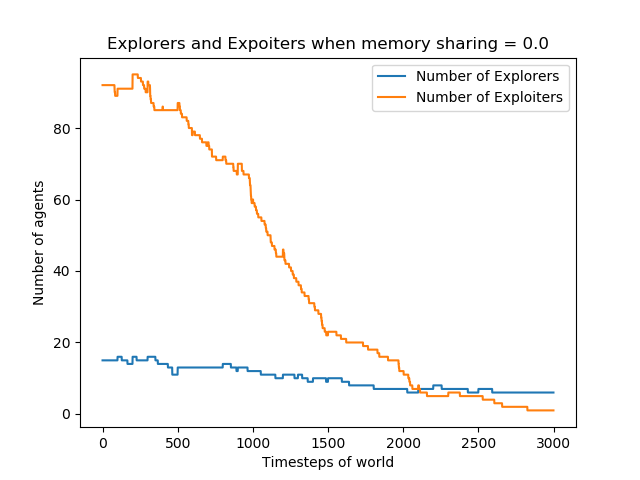 Explorers and Expoiters when memory sharing = 0.0
Number of Explorers
Number of Exploiters
Number of agents
80
60
40
20
0
0 500 1000 1500 2000 2500 3000
Timesteps of world